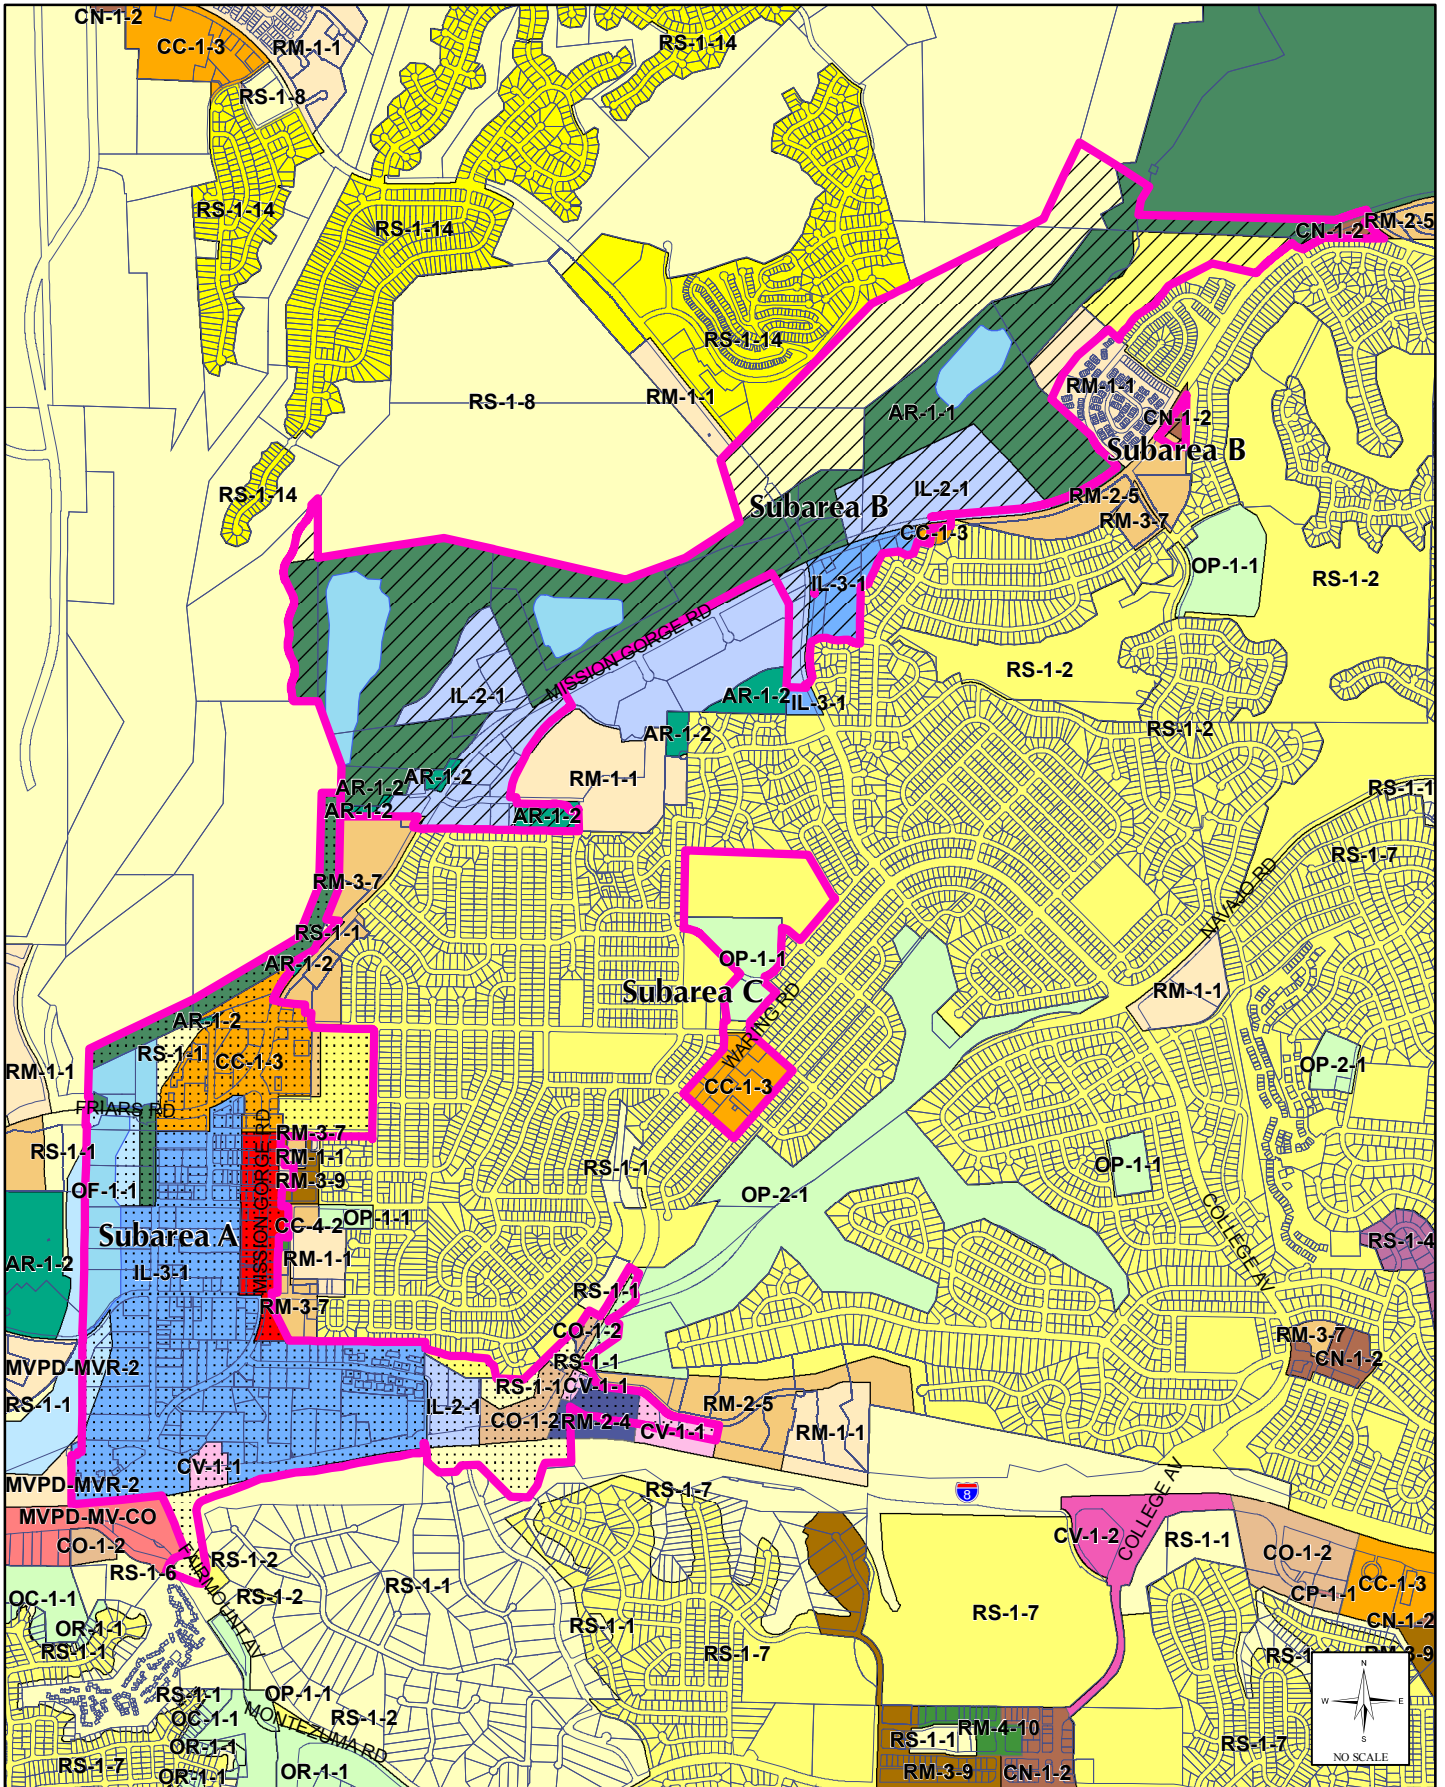 CN-1-2
CC-1-3
RM-1-1
RS-1-14
RS-1-8
RS-1-14
RS-1-14
CN-1-2
RM-2-5
RS-1-14
RS-1-8
RM-1-1
RM-1-1
AR-1-1
CN-1-2
Subarea B
RS-1-14
IL-2-1
RM-2-5
Subarea B
RM-3-7
CC-1-3
OP-1-1
RS-1-2
IL-3-1
MISSION GORGE RD
RS-1-2
IL-2-1
AR-1-2
IL-3-1
RS-1-2
AR-1-2
AR-1-2
RM-1-1
AR-1-2
RS-1-1
AR-1-2
AR-1-2
RS-1-7
RM-3-7
NAVAJO RD
RS-1-1
OP-1-1
AR-1-2
Subarea C
RM-1-1
AR-1-2
WARING RD
RS-1-1
CC-1-3
OP-2-1
RM-1-1
CC-1-3
FRIARS RD
RM-3-7
RS-1-1
RM-1-1
RS-1-1
OP-1-1
RM-3-9
OF-1-1
OP-2-1
MISSION GORGE RD
CC-4-2
OP-1-1
Subarea A
COLLEGE AV
RS-1-4
AR-1-2
IL-3-1
RM-1-1
RS-1-1
RM-3-7
CO-1-2
RM-3-7
CN-1-2
MVPD-MVR-2
RS-1-1
RS-1-1
CV-1-1
RS-1-1
IL-2-1
RM-2-5
CO-1-2
RM-2-4
CV-1-1
RM-1-1
CV-1-1
MVPD-MVR-2
RS-1-7
8
MVPD-MV-CO
CV-1-2
COLLEGE AV
RS-1-1
CO-1-2
CO-1-2
RS-1-2
RS-1-6
FAIRMOUNT AV
RS-1-2
RS-1-1
CP-1-1
CC-1-3
OC-1-1
RS-1-7
CN-1-2
OR-1-1
RS-1-1
RS-1-1
RS-1-7
RS-1-1
RM-3-9
N
W
E
S
NO SCALE
RS-1-1
OP-1-1
OC-1-1
RS-1-2
MONTEZUMA RD
RM-4-10
RS-1-1
OR-1-1
RS-1-7
RS-1-7
OR-1-1
OR-1-1
RM-3-9
CN-1-2